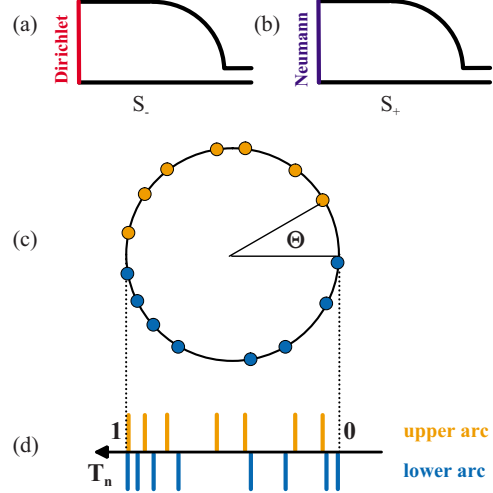 (a)
Dirichlet
S-
(b)
Neumann
S+
(c)
Θ
1
0
upper arc
(d)
Tn
lower arc